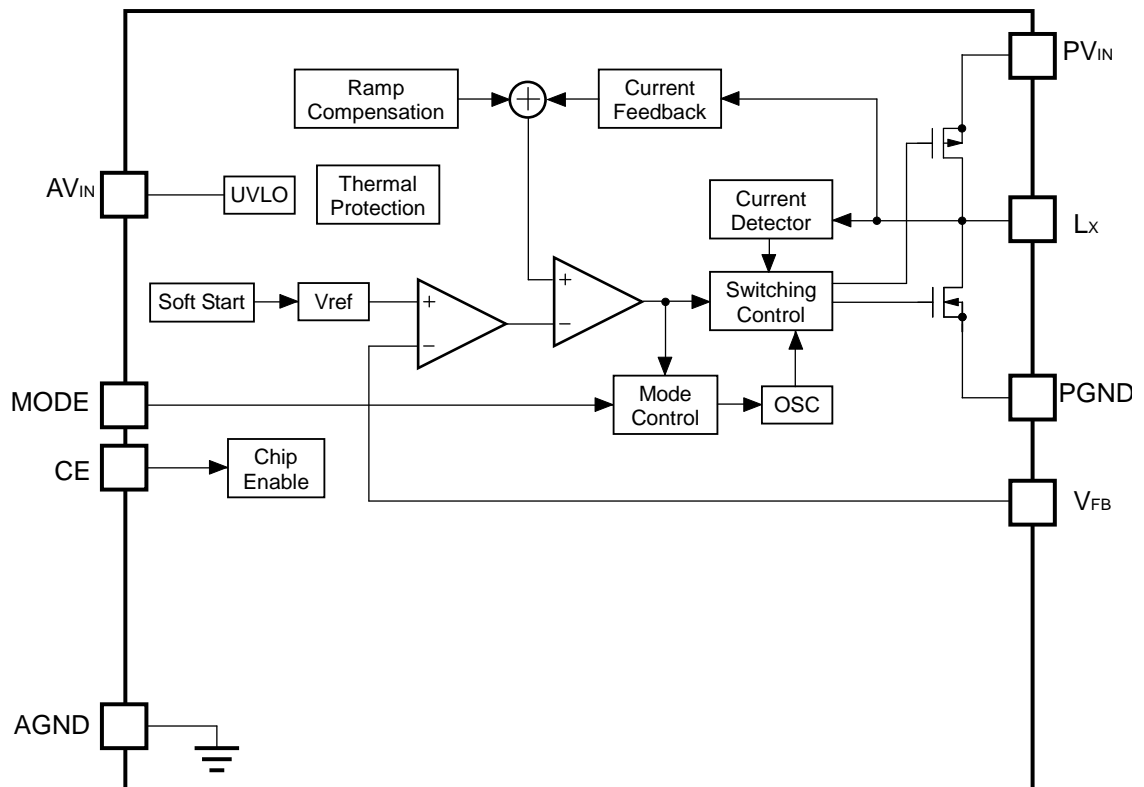 PVIN
Ramp
Compensation
Current
Feedback
AVIN
UVLO
Thermal
Protection
Current
Detector
LX
Soft Start
Vref
+
−
+
−
Switching
Control
MODE
Mode
Control
OSC
PGND
CE
Chip
Enable
VFB
AGND